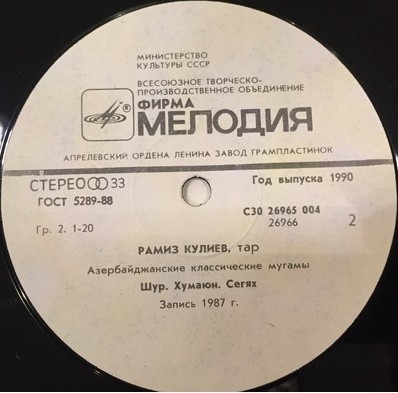 МИНИСТЕРСТВО
КУЛЬТУРЫ СССР
ВСЕСОЮЗНОЕ ТВОРЧЕСКО-
ПРОИЗВОДСТВЕННОЕ ОБЪЕДИНЕНИЕ
®
ФИРМА
МЕЛОДИЯ
АПРЕЛЕВСКИЙ ОРДЕНА ЛЕНИНА ЗАВОД ГРАМПЛАСТИНОК
СТЕРЕО 33
Год выпуска 1990
ГОСТ 5289-88
С30 26965 004
26966
2
Гр. 2. 1-20
РАМИЗ КУЛИЕВ, тар
Азербайджанские классические мугамы
Шур. Хумаюн. Сегях
Запись 1987 г.